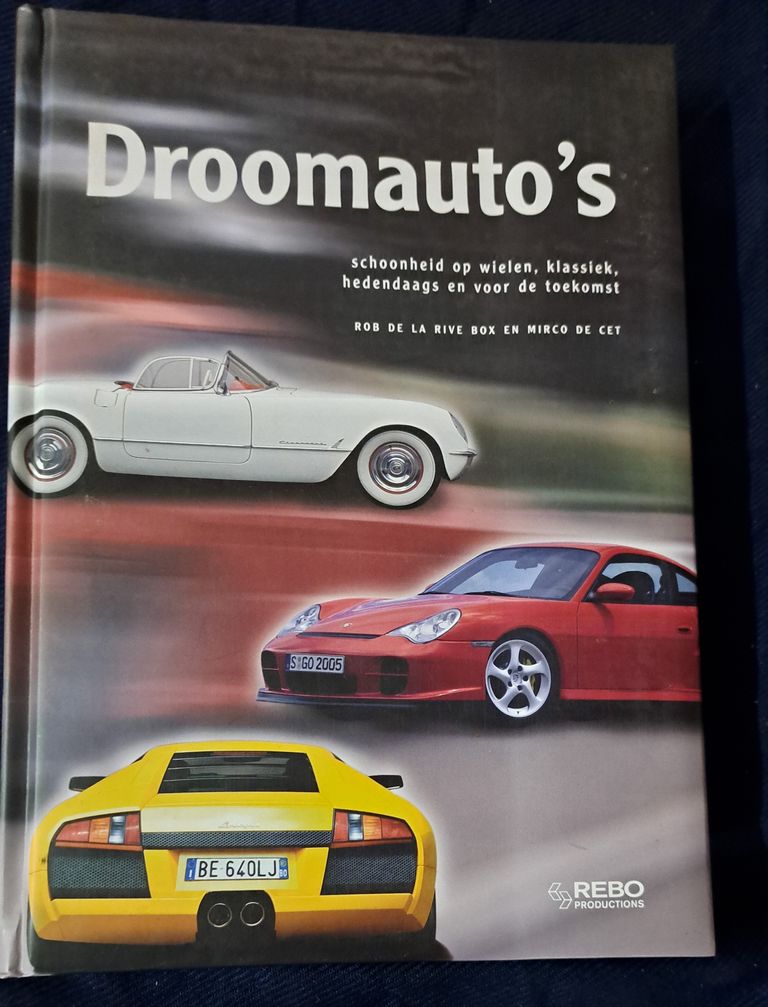 Droomauto's
schoonheid op wielen, klassiek,
hedendaags en voor de toekomst
ROB DE LA RIVE BOX EN MIRCO DE CET
S GO 2005
BE 640LJ
REBO
PRODUCTIONS